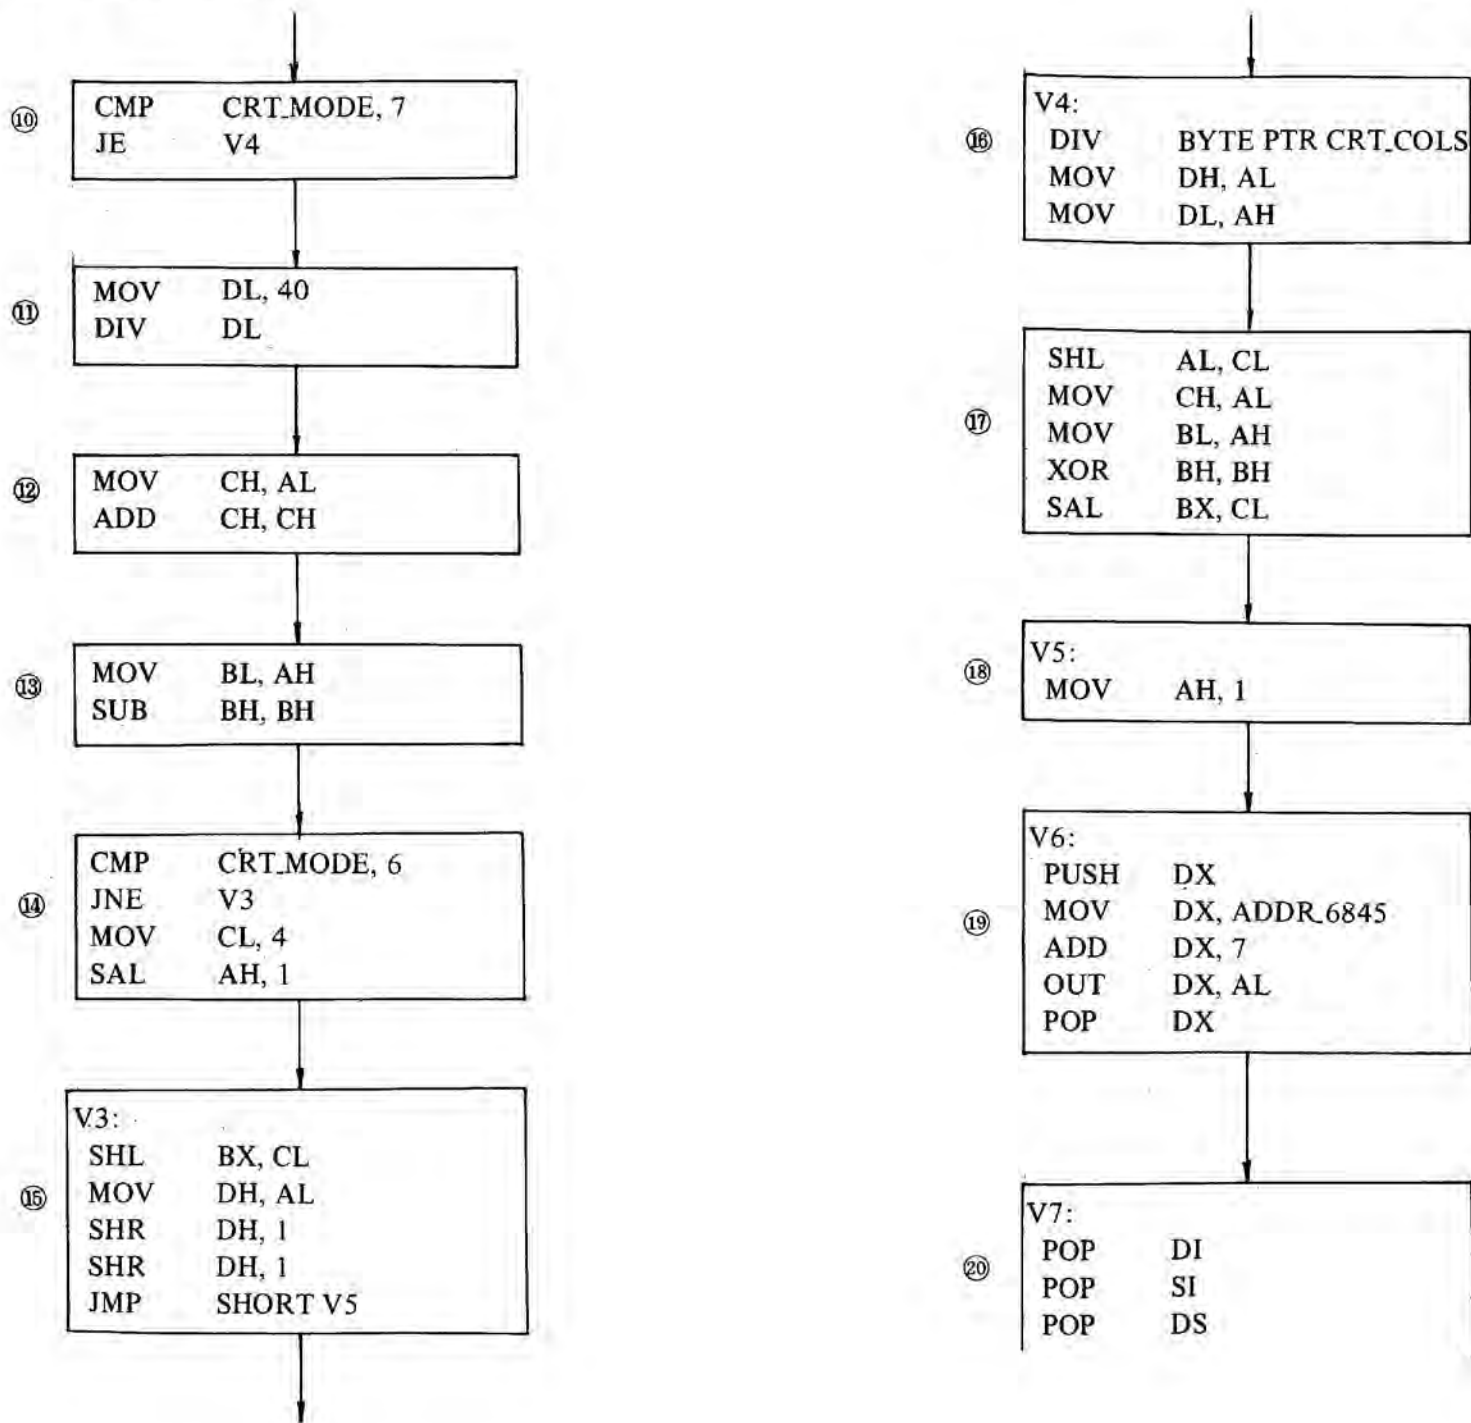 ⑩
CMP CRT_MODE, 7
JE V4
⑪
MOV DL, 40
DIV DL
⑫
MOV CH, AL
ADD CH, CH
⑬
MOV BL, AH
SUB BH, BH
⑭
CMP CRT_MODE, 6
JNE V3
MOV CL, 4
SAL AH, 1
⑮
V3:
SHL BX, CL
MOV DH, AL
SHR DH, 1
SHR DH, 1
JMP SHORT V5
⑯
V4:
DIV BYTE PTR CRT_COLS
MOV DH, AL
MOV DL, AH
⑰
SHL AL, CL
MOV CH, AL
MOV BL, AH
XOR BH, BH
SAL BX, CL
⑱
V5:
MOV AH, 1
⑲
V6:
PUSH DX
MOV DX, ADDR_6845
ADD DX, 7
OUT DX, AL
POP DX
⑳
V7:
POP DI
POP SI
POP DS